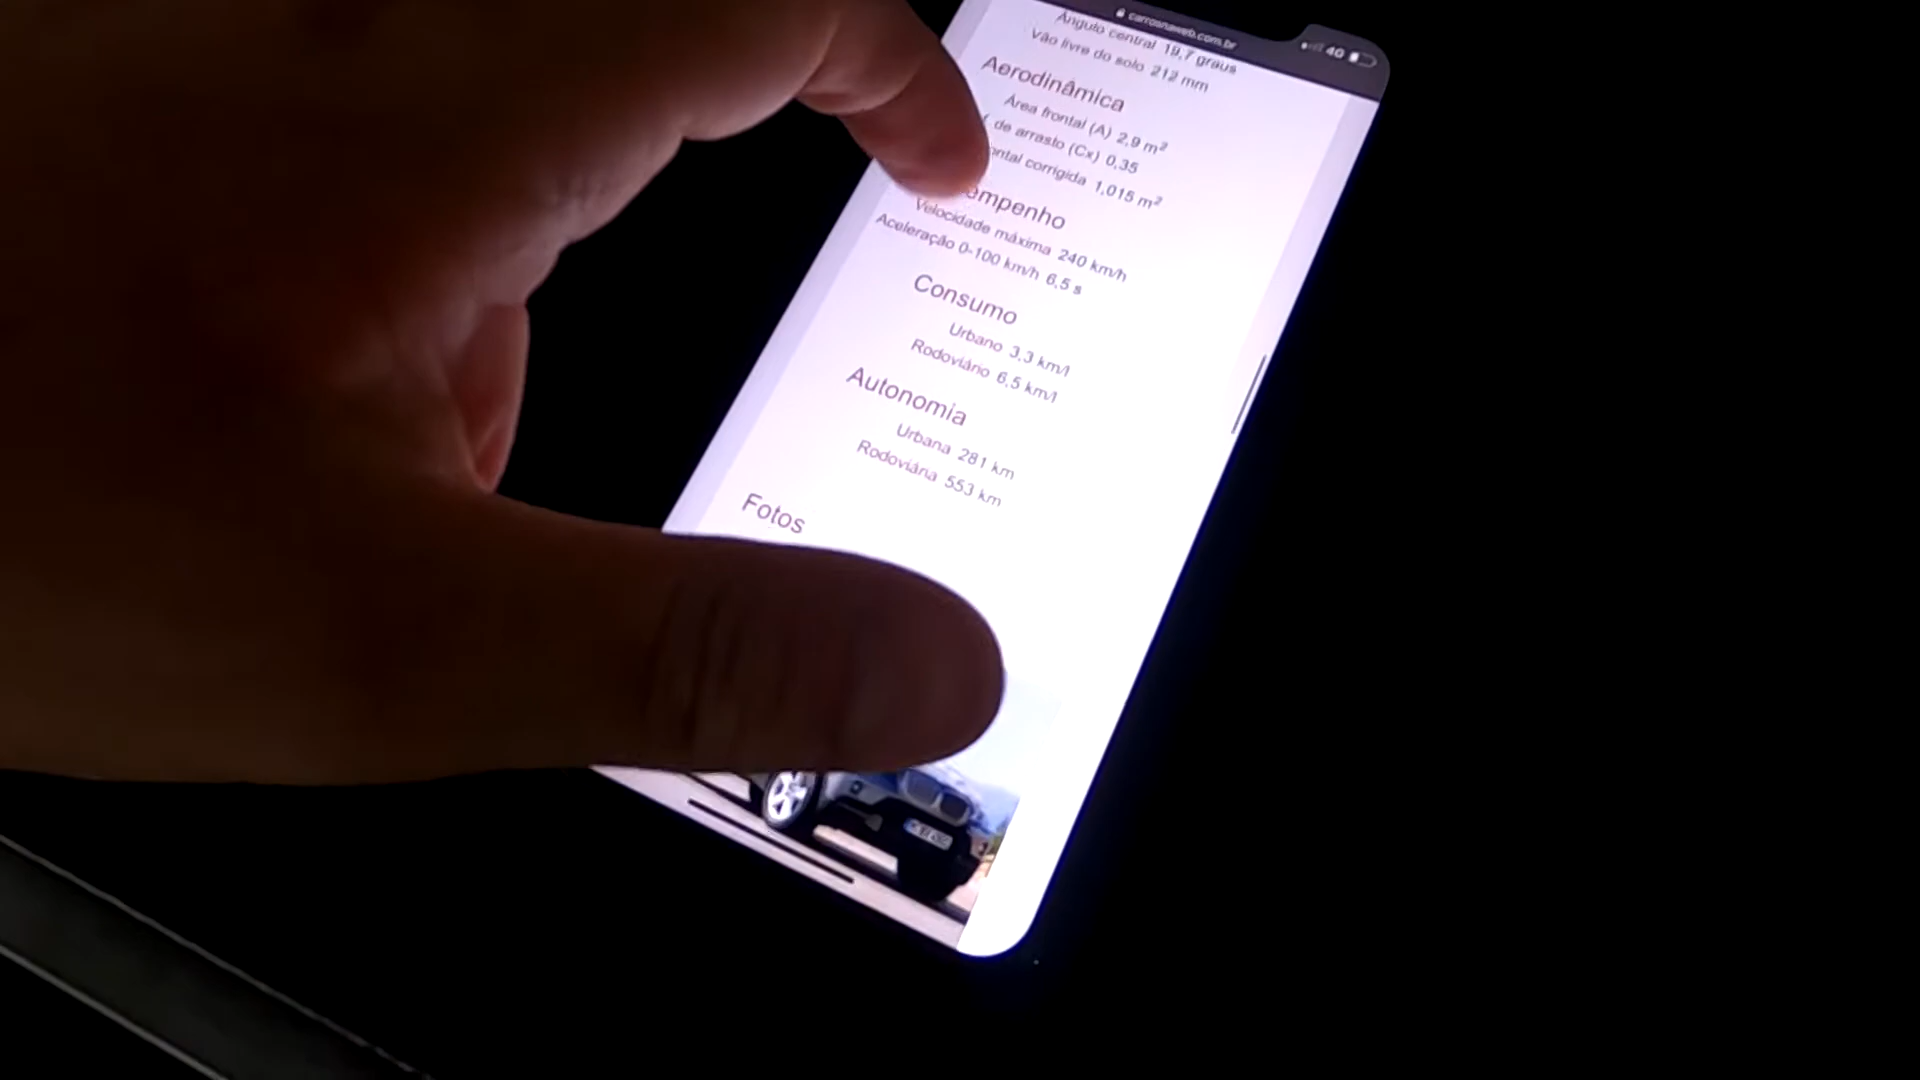 carrosnaweb.com.br
4G
Ângulo central 19,7 graus
Vão livre do solo 212 mm
Aerodinâmica
Área frontal (A) 2,9 m²
de arrasto (Cx) 0,35
ontal corrigida 1,015 m²
empenho
Velocidade máxima 240 km/h
Aceleração 0-100 km/h 6,5 s
Consumo
Urbano 3,3 km/l
Rodoviário 6,5 km/l
Autonomia
Urbana 281 km
Rodoviária 553 km
Fotos